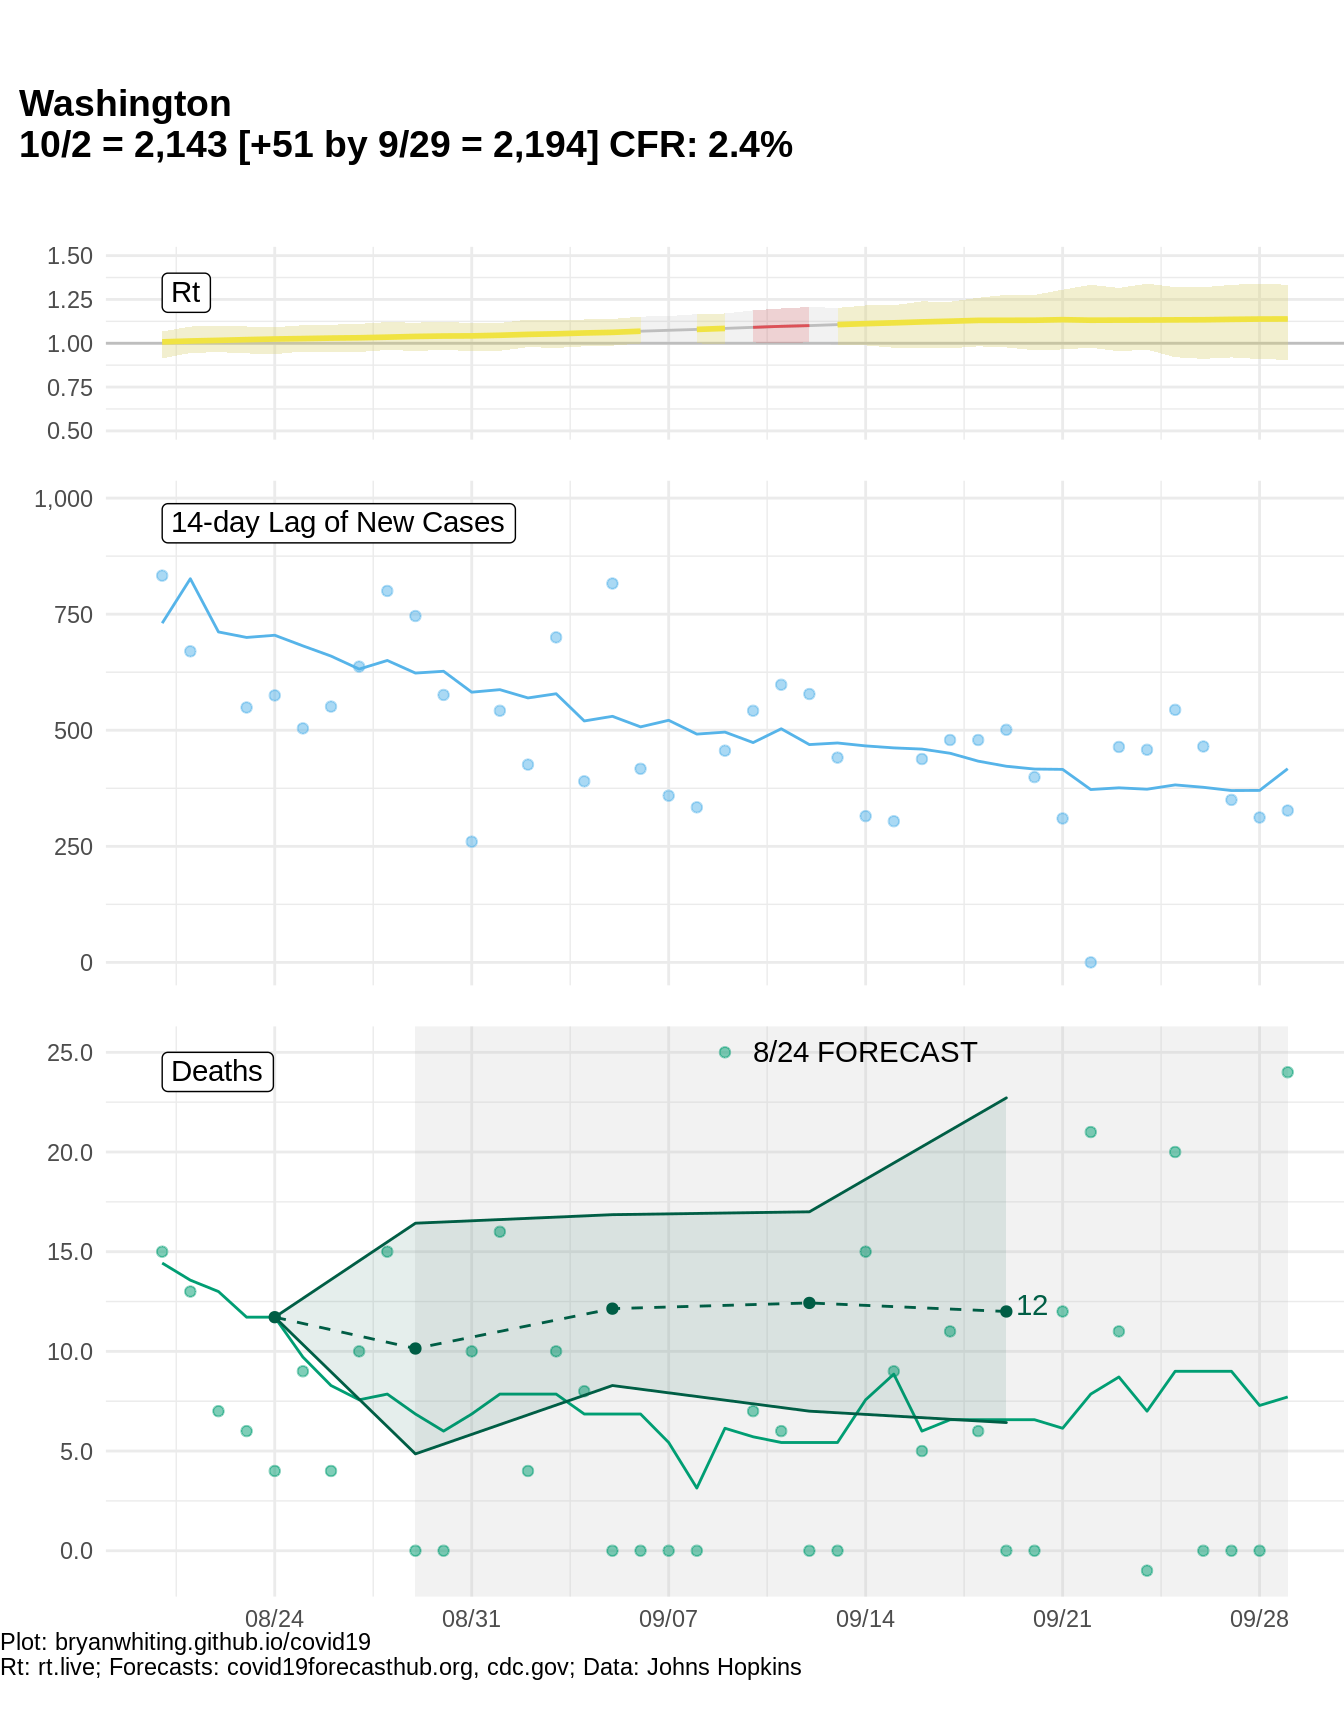 Washington
10/2 = 2,143 [+51 by 9/29 = 2,194] CFR: 2.4%
1.50
1.25
1.00
0.75
0.50
Rt
1,000
750
500
250
0
14-day Lag of New Cases
25.0
20.0
15.0
10.0
5.0
0.0
Deaths
8/24 FORECAST
12
08/24 08/31 09/07 09/14 09/21 09/28
Plot: bryanwhiting.github.io/covid19
Rt: rt.live; Forecasts: covid19forecasthub.org, cdc.gov; Data: Johns Hopkins